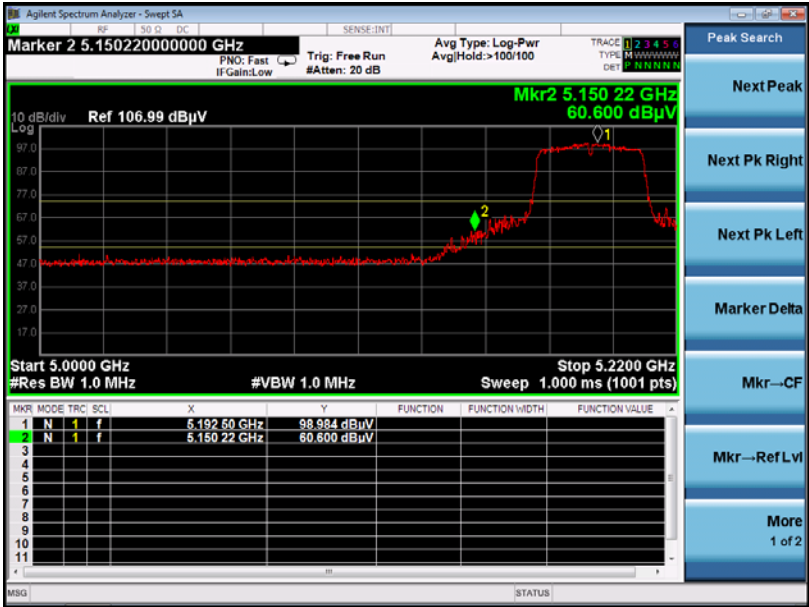 Agilent Spectrum Analyzer - Swept SA
RF 50 Ω DC SENSE:INT
Marker 2 5.150220000000 GHz
PNO: Fast
IFGain:Low
Trig: Free Run
#Atten: 20 dB
Avg Type: Log-Pwr
Avg|Hold:>100/100
TRACE 1 2 3 4 5 6
TYPE M WWWWW
DET P N N N N N
Mkr2 5.150 22 GHz
60.600 dBµV
10 dB/div Ref 106.99 dBµV
Log
97.0
87.0
77.0
67.0
57.0
47.0
37.0
27.0
17.0
1
2
Start 5.0000 GHz Stop 5.2200 GHz
#Res BW 1.0 MHz #VBW 1.0 MHz Sweep 1.000 ms (1001 pts)
MKR MODE TRC SCL X Y FUNCTION FUNCTION WIDTH FUNCTION VALUE
1 N 1 f 5.192 50 GHz 98.984 dBµV
2 N 1 f 5.150 22 GHz 60.600 dBµV
3
4
5
6
7
8
9
10
11
MSG STATUS
Peak Search
Next Peak
Next Pk Right
Next Pk Left
Marker Delta
Mkr→CF
Mkr→Ref Lvl
More
1 of 2